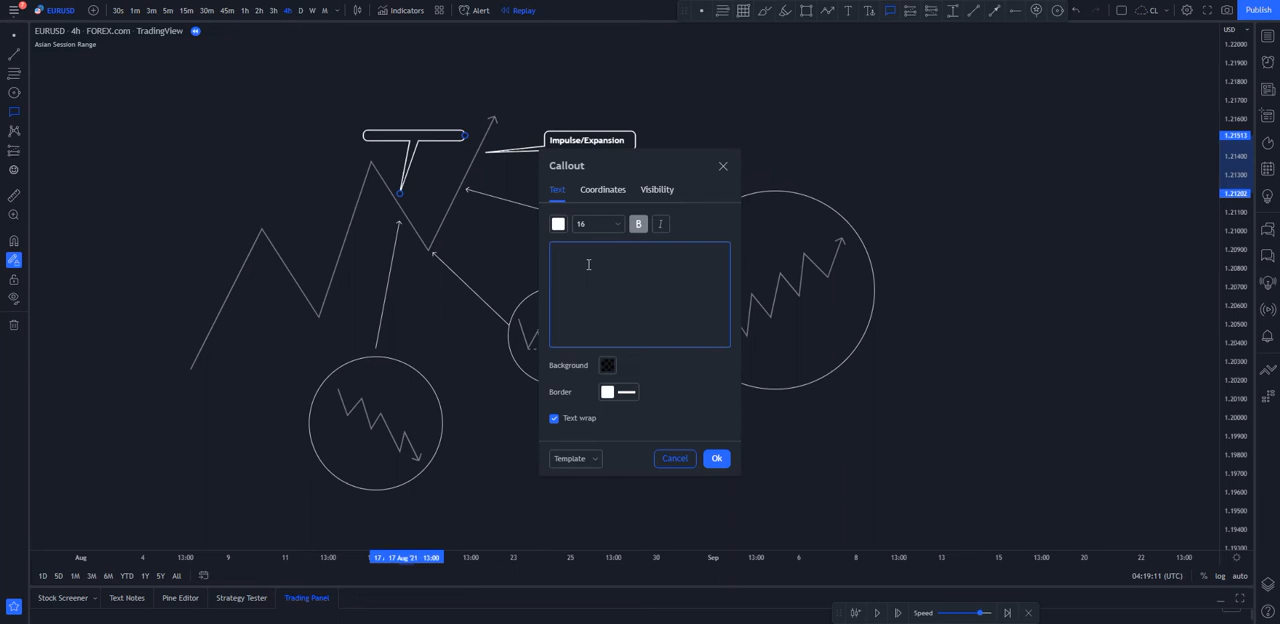 7
EURUSD
30s 1m 3m 5m 15m 30m 45m 1h 2h 3h 4h D W M
Indicators
Alert
Replay
CL
Publish
EURUSD · 4h · FOREX.com · TradingView
Asian Session Range
USD
1.22000
1.21900
1.21800
1.21700
1.21600
1.21513
1.21400
1.21300
1.21202
1.21100
1.21000
1.20900
1.20800
1.20700
1.20600
1.20500
1.20400
1.20300
1.20200
1.20100
1.20000
1.19900
1.19800
1.19700
1.19600
1.19500
1.19400
1.19300
Impulse/Expansion
Callout
Text Coordinates Visibility
16
B I
Background
Border
Text wrap
Template
Cancel
Ok
Aug 4 13:00 9 11 13:00 17 Aug '21 13:00 13:00 23 25 13:00 30 Sep 13:00 6 8 13:00 13 15 13:00 20 22 13:00
1D 5D 1M 3M 6M YTD 1Y 5Y All
04:19:11 (UTC) % log auto
Stock Screener Text Notes Pine Editor Strategy Tester Trading Panel
Speed